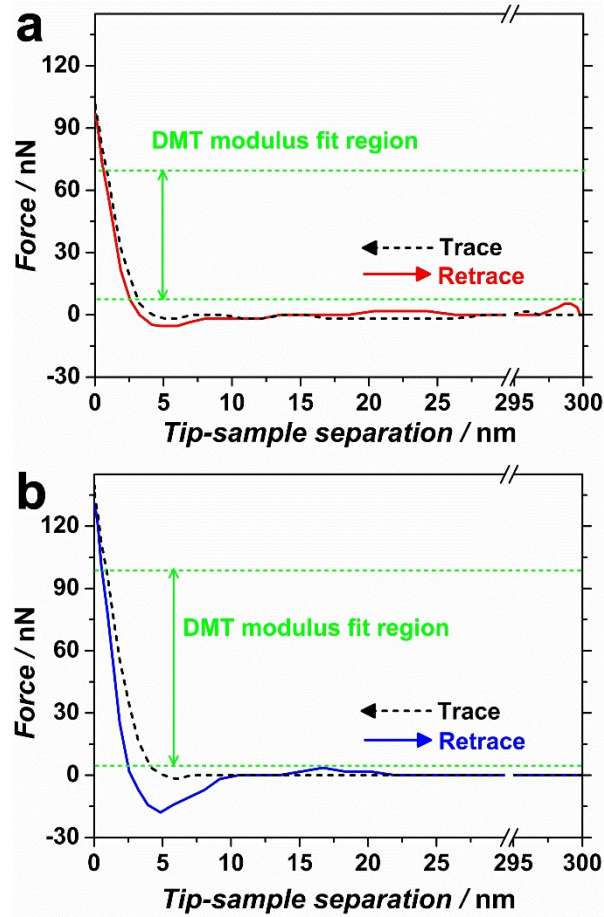 a
120
90
60
30
0
-30
Force / nN
DMT modulus fit region
Trace
Retrace
0 5 10 15 20 25 295 300
Tip-sample separation / nm
b
120
90
60
30
0
-30
Force / nN
DMT modulus fit region
Trace
Retrace
0 5 10 15 20 25 295 300
Tip-sample separation / nm